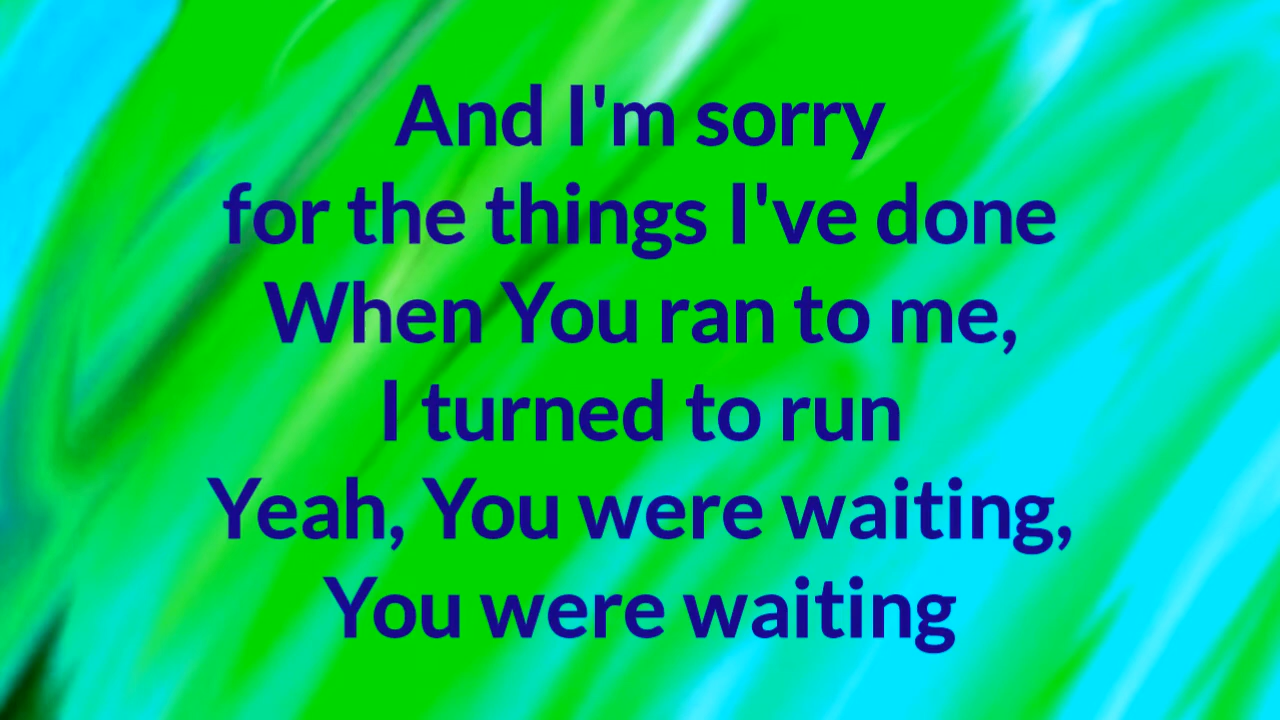 And I'm sorry
for the things I've done
When You ran to me,
I turned to run
Yeah, You were waiting,
You were waiting